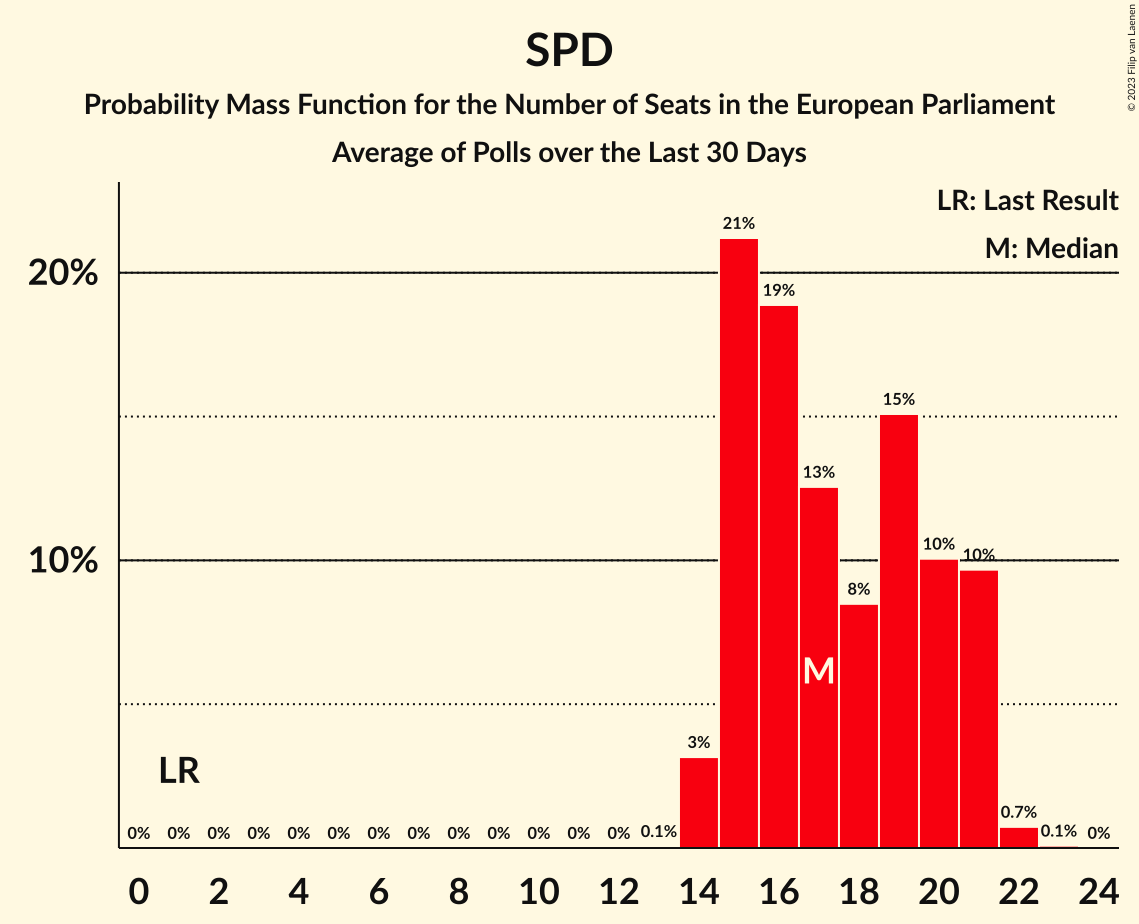 SPD
Probability Mass Function for the Number of Seats in the European Parliament
Average of Polls over the Last 30 Days
© 2023 Filip van Laenen
LR: Last Result
M: Median
20%
10%
21%
19%
15%
13%
10%
10%
8%
M
3%
LR
0% 0% 0% 0% 0% 0% 0% 0% 0% 0% 0% 0% 0% 0.1% 0.7% 0.1% 0%
0 2 4 6 8 10 12 14 16 18 20 22 24